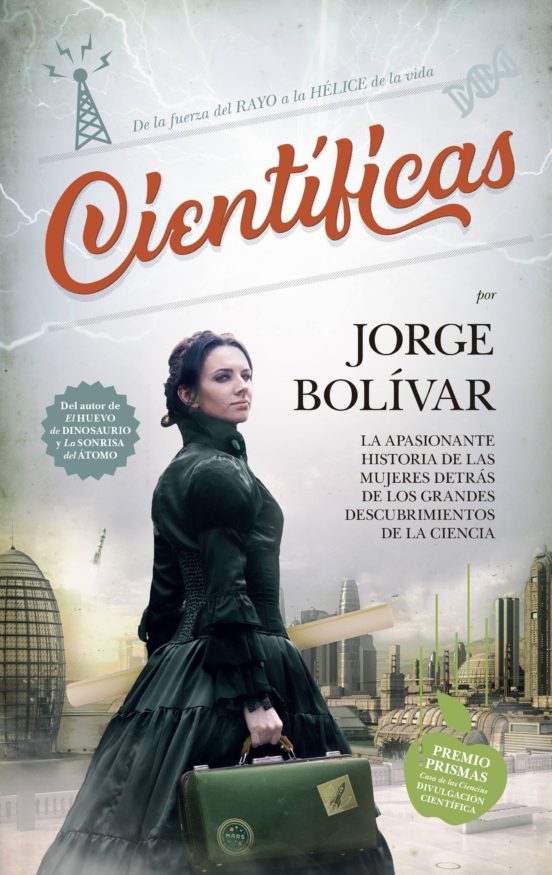 De la fuerza del RAYO a la HÉLICE de la vida
Científicas
por
JORGE
BOLÍVAR
LA APASIONANTE
HISTORIA DE LAS
MUJERES DETRÁS
DE LOS GRANDES
DESCUBRIMIENTOS
DE LA CIENCIA
Del autor de
El HUEVO
de DINOSAURIO
y La SONRISA
del ÁTOMO
PREMIO
PRISMAS
Casa de las Ciencias
DIVULGACIÓN
CIENTÍFICA
MARS